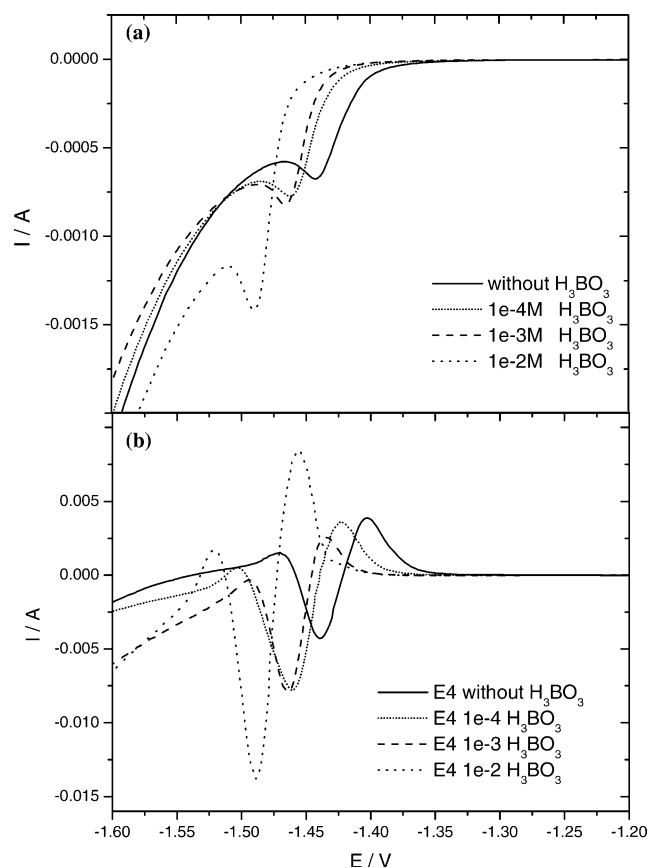 (a)
0.0000
-0.0005
-0.0010
-0.0015
I / A
without H₃BO₃
1e-4M H₃BO₃
1e-3M H₃BO₃
1e-2M H₃BO₃
(b)
0.005
0.000
-0.005
-0.010
-0.015
I / A
E4 without H₃BO₃
E4 1e-4 H₃BO₃
E4 1e-3 H₃BO₃
E4 1e-2 H₃BO₃
-1.60 -1.55 -1.50 -1.45 -1.40 -1.35 -1.30 -1.25 -1.20
E / V